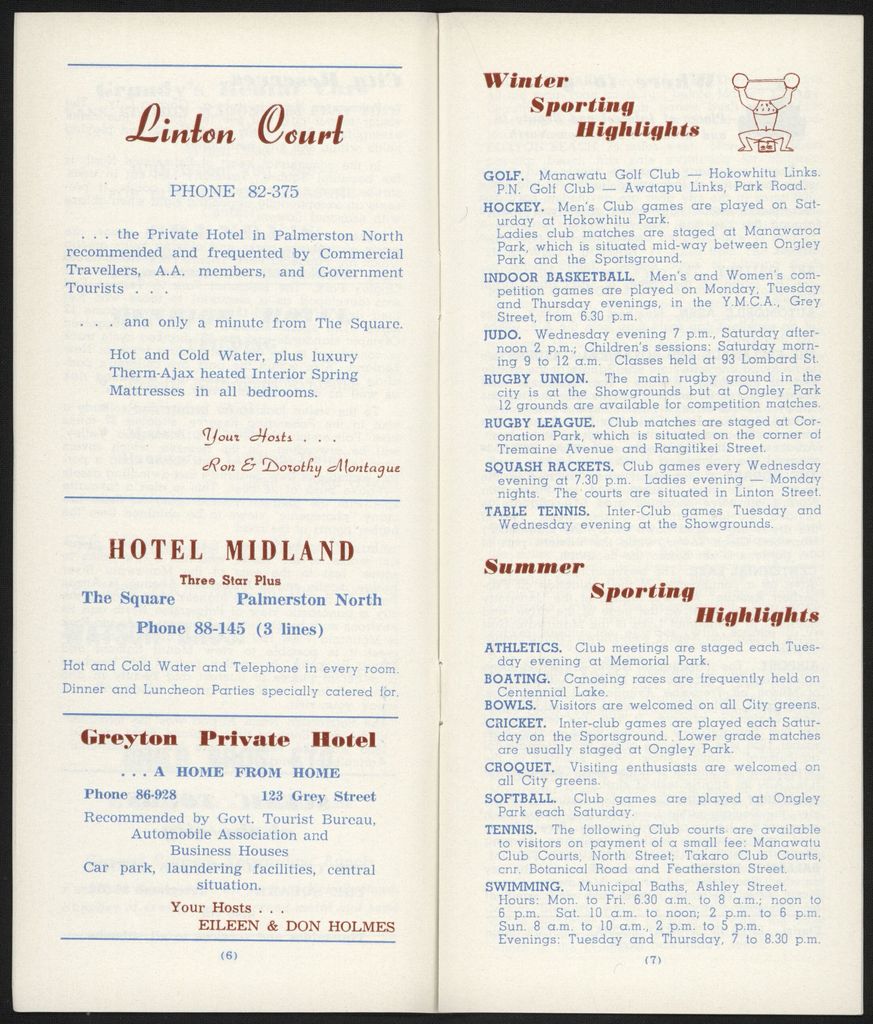 Linton Court
PHONE 82-375
. . . the Private Hotel in Palmerston North
recommended and frequented by Commercial
Travellers, A.A. members, and Government
Tourists . . .
. . . and only a minute from The Square.
Hot and Cold Water, plus luxury
Therm-Ajax heated Interior Spring
Mattresses in all bedrooms.
Your Hosts . . .
Ron & Dorothy Montague
HOTEL MIDLAND
Three Star Plus
The Square Palmerston North
Phone 88-145 (3 lines)
Hot and Cold Water and Telephone in every room.
Dinner and Luncheon Parties specially catered for.
Greyton Private Hotel
. . . A HOME FROM HOME
Phone 86-928 123 Grey Street
Recommended by Govt. Tourist Bureau,
Automobile Association and
Business Houses
Car park, laundering facilities, central
situation.
Your Hosts . . .
EILEEN & DON HOLMES
(6)
Winter
Sporting
Highlights
GOLF. Manawatu Golf Club — Hokowhitu Links.
P.N. Golf Club — Awatapu Links, Park Road.
HOCKEY. Men's Club games are played on Sat-
urday at Hokowhitu Park.
Ladies club matches are staged at Manawaroa
Park, which is situated mid-way between Ongley
Park and the Sportsground.
INDOOR BASKETBALL. Men's and Women's com-
petition games are played on Monday, Tuesday
and Thursday evenings, in the Y.M.C.A., Grey
Street, from 6.30 p.m.
JUDO. Wednesday evening 7 p.m., Saturday after-
noon 2 p.m.; Children's sessions: Saturday morn-
ing 9 to 12 a.m. Classes held at 93 Lombard St.
RUGBY UNION. The main rugby ground in the
city is at the Showgrounds but at Ongley Park
12 grounds are available for competition matches.
RUGBY LEAGUE. Club matches are staged at Cor-
onation Park, which is situated on the corner of
Tremaine Avenue and Rangitikei Street.
SQUASH RACKETS. Club games every Wednesday
evening at 7.30 p.m. Ladies evening — Monday
nights. The courts are situated in Linton Street.
TABLE TENNIS. Inter-Club games Tuesday and
Wednesday evening at the Showgrounds.
Summer
Sporting
Highlights
ATHLETICS. Club meetings are staged each Tues-
day evening at Memorial Park.
BOATING. Canoeing races are frequently held on
Centennial Lake.
BOWLS. Visitors are welcomed on all City greens.
CRICKET. Inter-club games are played each Satur-
day on the Sportsground. Lower grade matches
are usually staged at Ongley Park.
CROQUET. Visiting enthusiasts are welcomed on
all City greens.
SOFTBALL. Club games are played at Ongley
Park each Saturday.
TENNIS. The following Club courts are available
to visitors on payment of a small fee: Manawatu
Club Courts, North Street; Takaro Club Courts,
cnr. Botanical Road and Featherston Street.
SWIMMING. Municipal Baths, Ashley Street.
Hours: Mon. to Fri. 6.30 a.m. to 8 a.m.; noon to
6 p.m. Sat. 10 a.m. to noon; 2 p.m. to 6 p.m.
Sun. 8 a.m. to 10 a.m., 2 p.m. to 5 p.m.
Evenings: Tuesday and Thursday, 7 to 8.30 p.m.
(7)